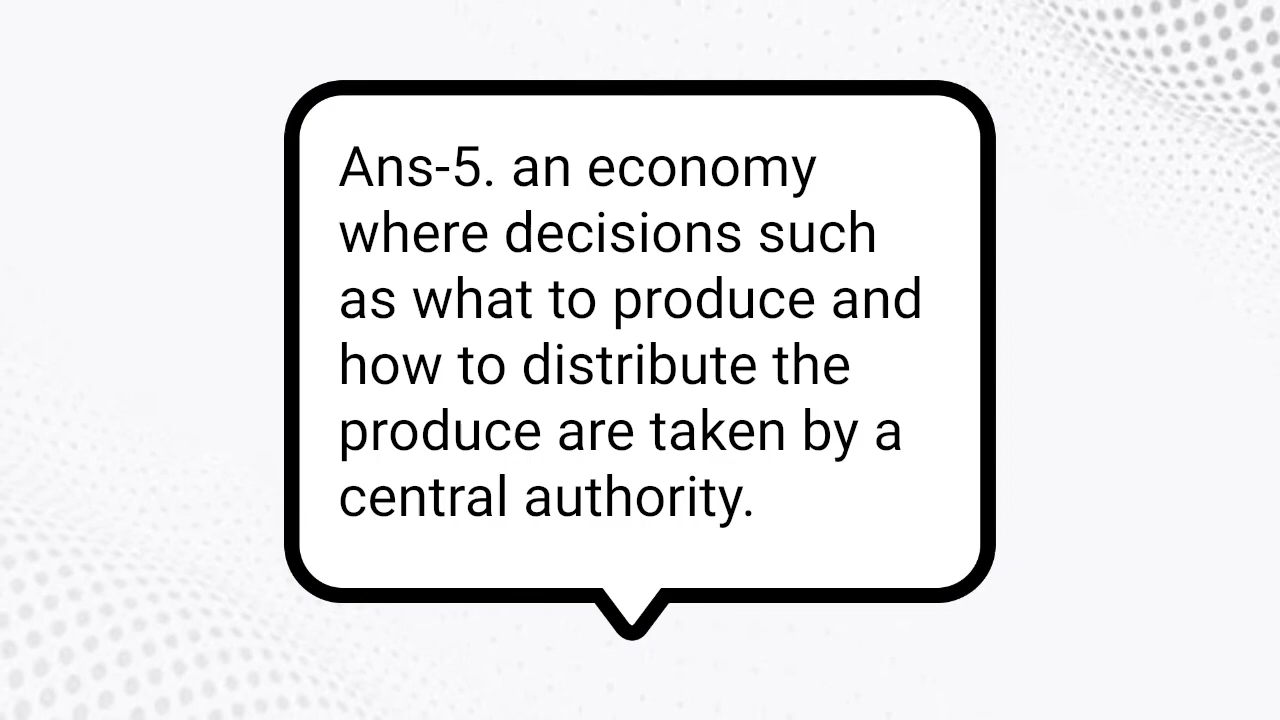 Ans-5. an economy
where decisions such
as what to produce and
how to distribute the
produce are taken by a
central authority.